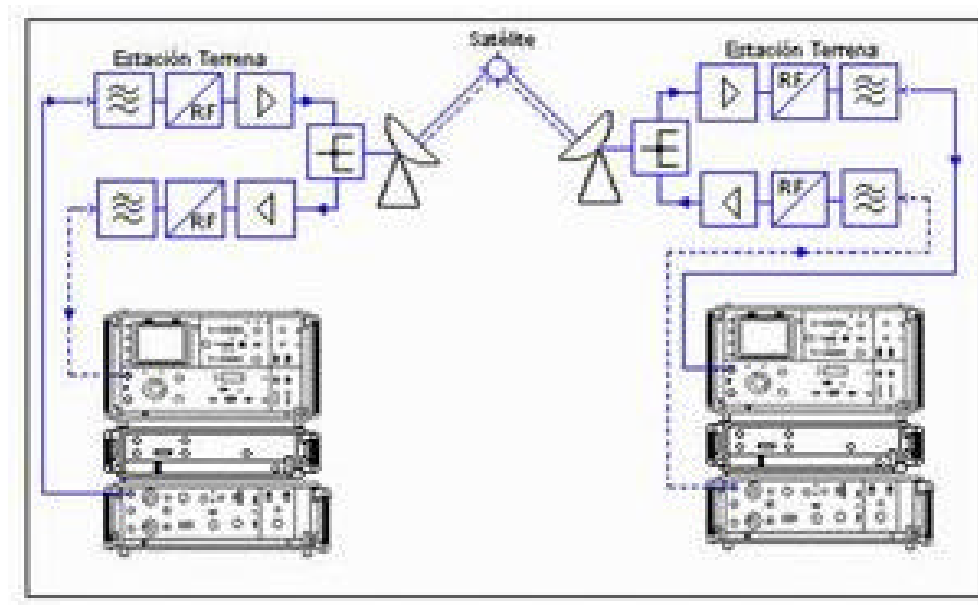 Satélite
Estación Terrena
Estación Terrena
RF
RF
RF
RF